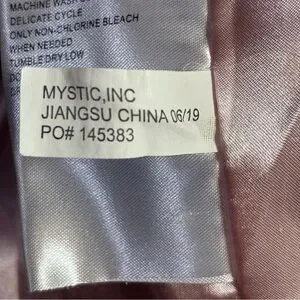 MACHINE WASH
DELICATE CYCLE
ONLY NON-CHLORINE BLEACH
WHEN NEEDED
TUMBLE DRY LOW
MYSTIC,INC
JIANGSU CHINA 06/19
PO# 145383